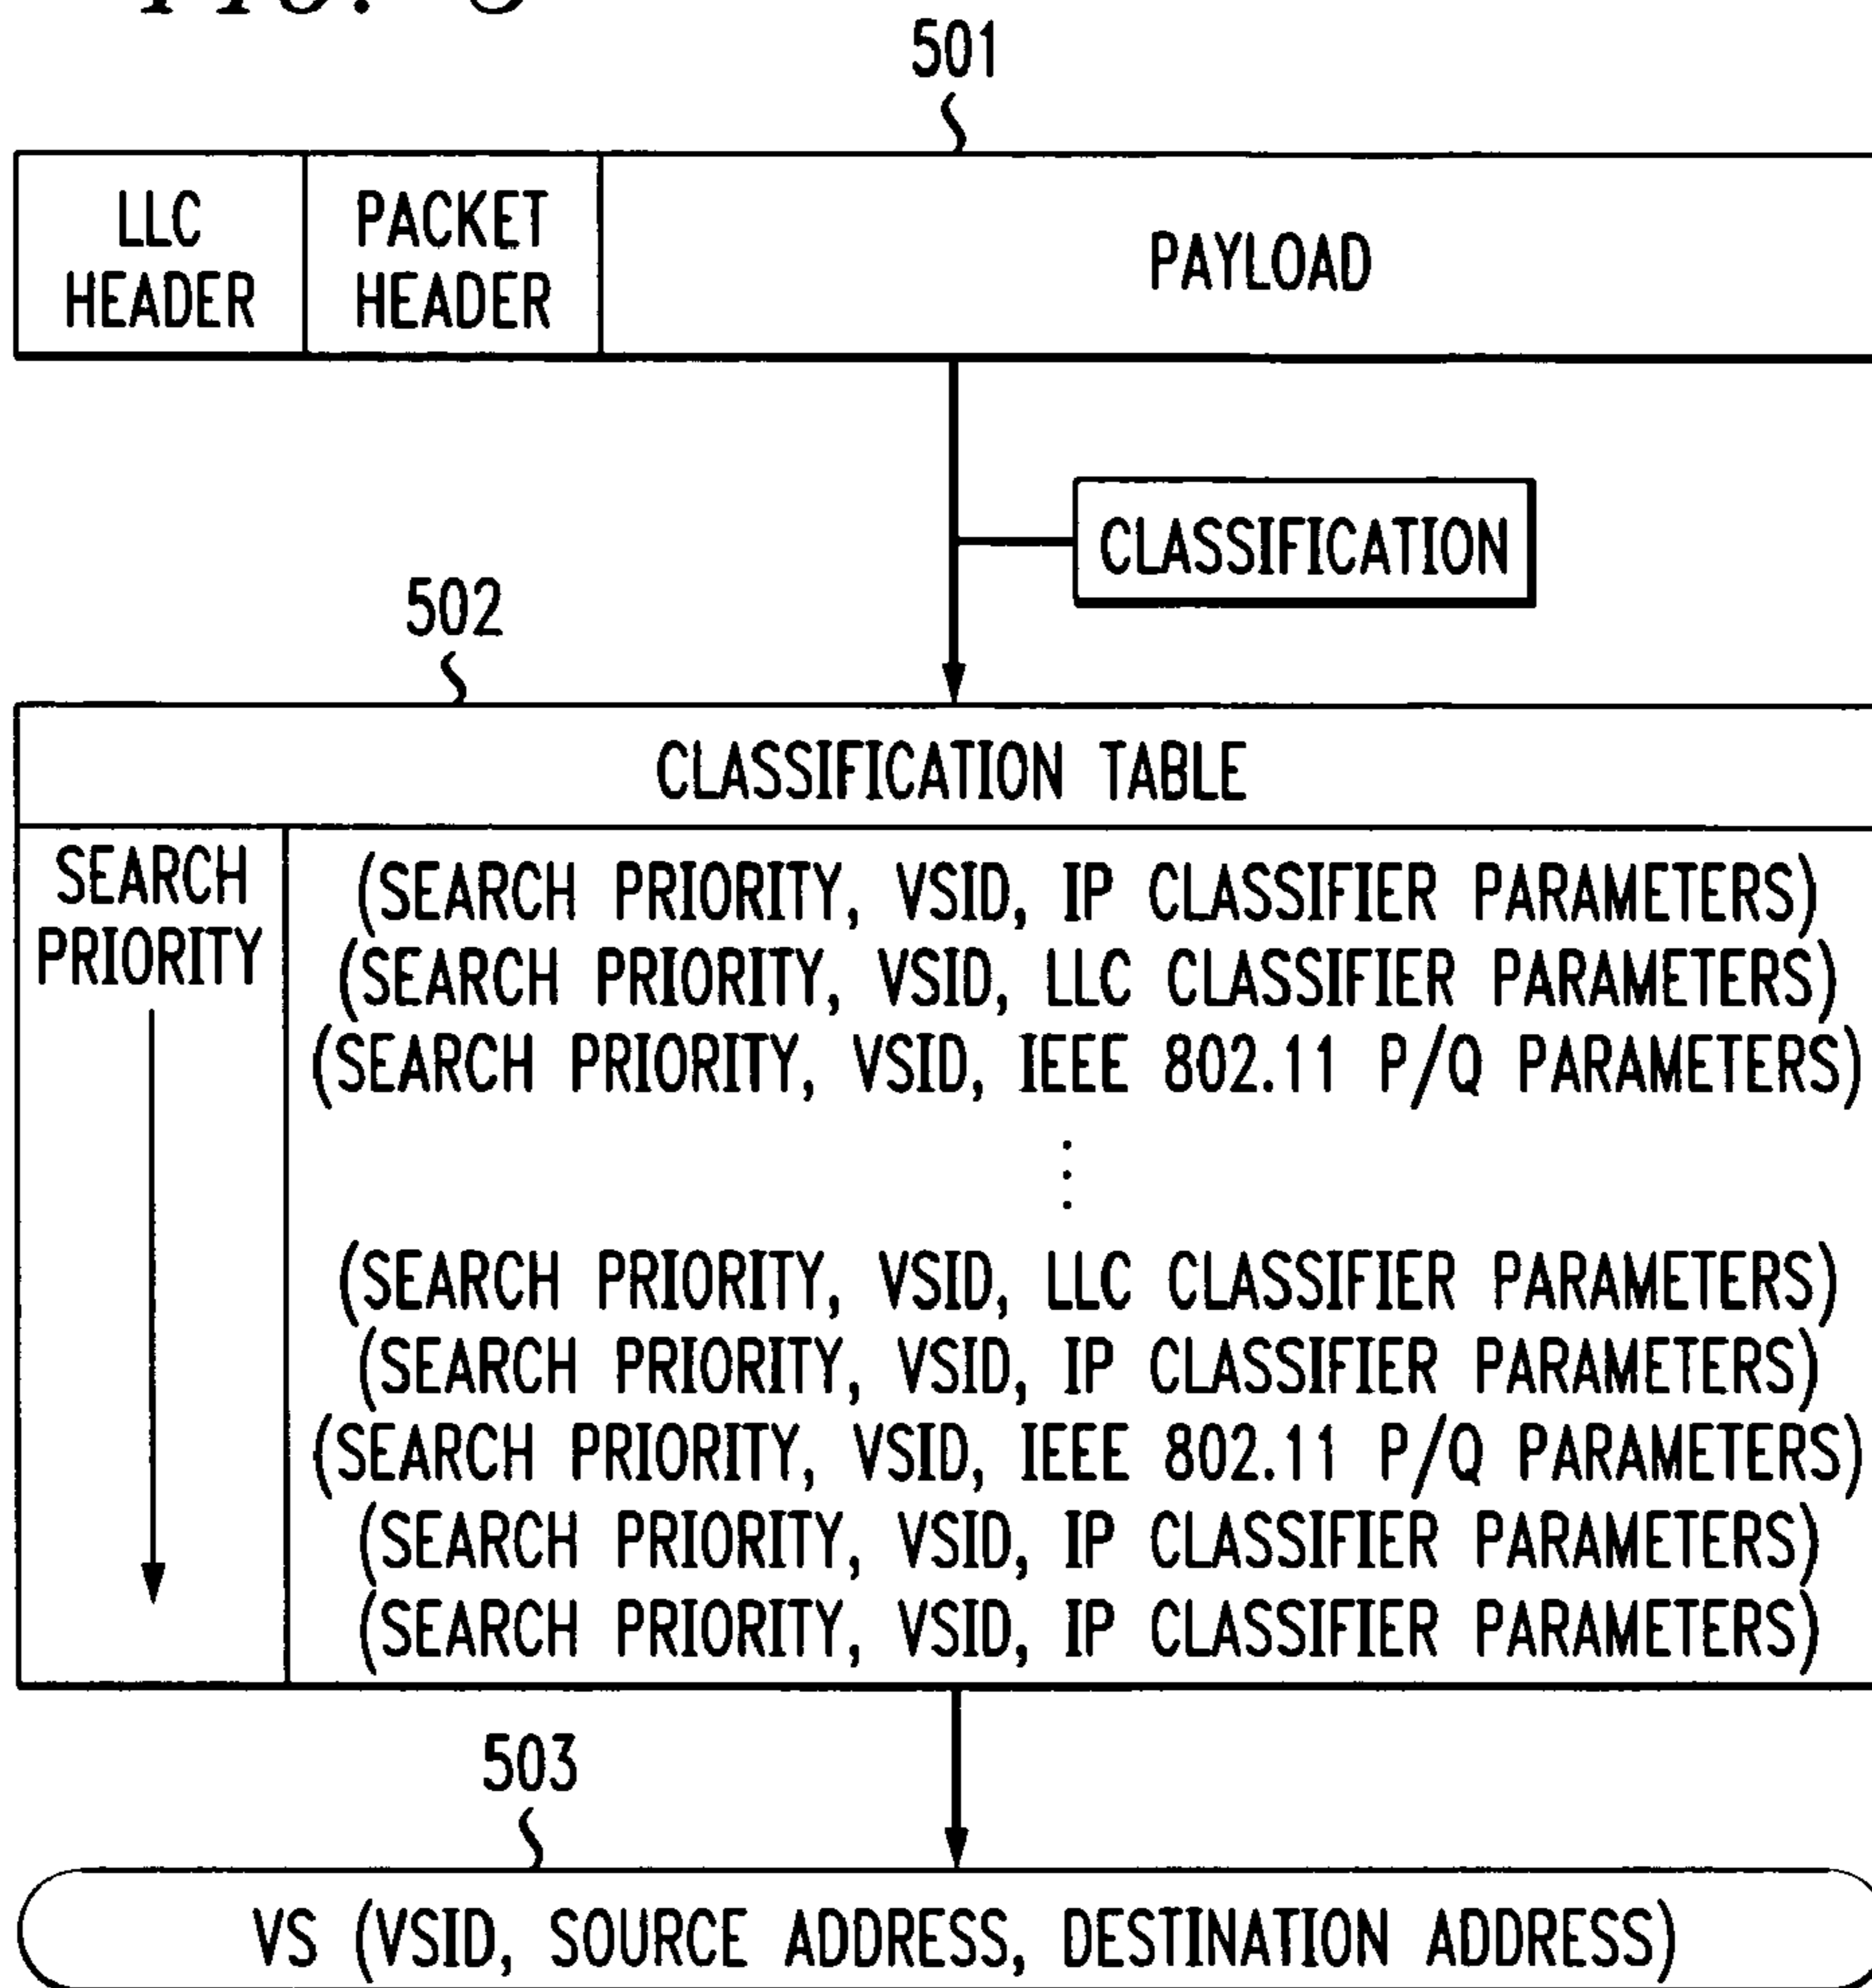 FIG. 5
501
LLC HEADER
PACKET HEADER
PAYLOAD
CLASSIFICATION
502
CLASSIFICATION TABLE
SEARCH PRIORITY
(SEARCH PRIORITY, VSID, IP CLASSIFIER PARAMETERS)
(SEARCH PRIORITY, VSID, LLC CLASSIFIER PARAMETERS)
(SEARCH PRIORITY, VSID, IEEE 802.11 P/Q PARAMETERS)
⋮
(SEARCH PRIORITY, VSID, LLC CLASSIFIER PARAMETERS)
(SEARCH PRIORITY, VSID, IP CLASSIFIER PARAMETERS)
(SEARCH PRIORITY, VSID, IEEE 802.11 P/Q PARAMETERS)
(SEARCH PRIORITY, VSID, IP CLASSIFIER PARAMETERS)
(SEARCH PRIORITY, VSID, IP CLASSIFIER PARAMETERS)
503
VS (VSID, SOURCE ADDRESS, DESTINATION ADDRESS)